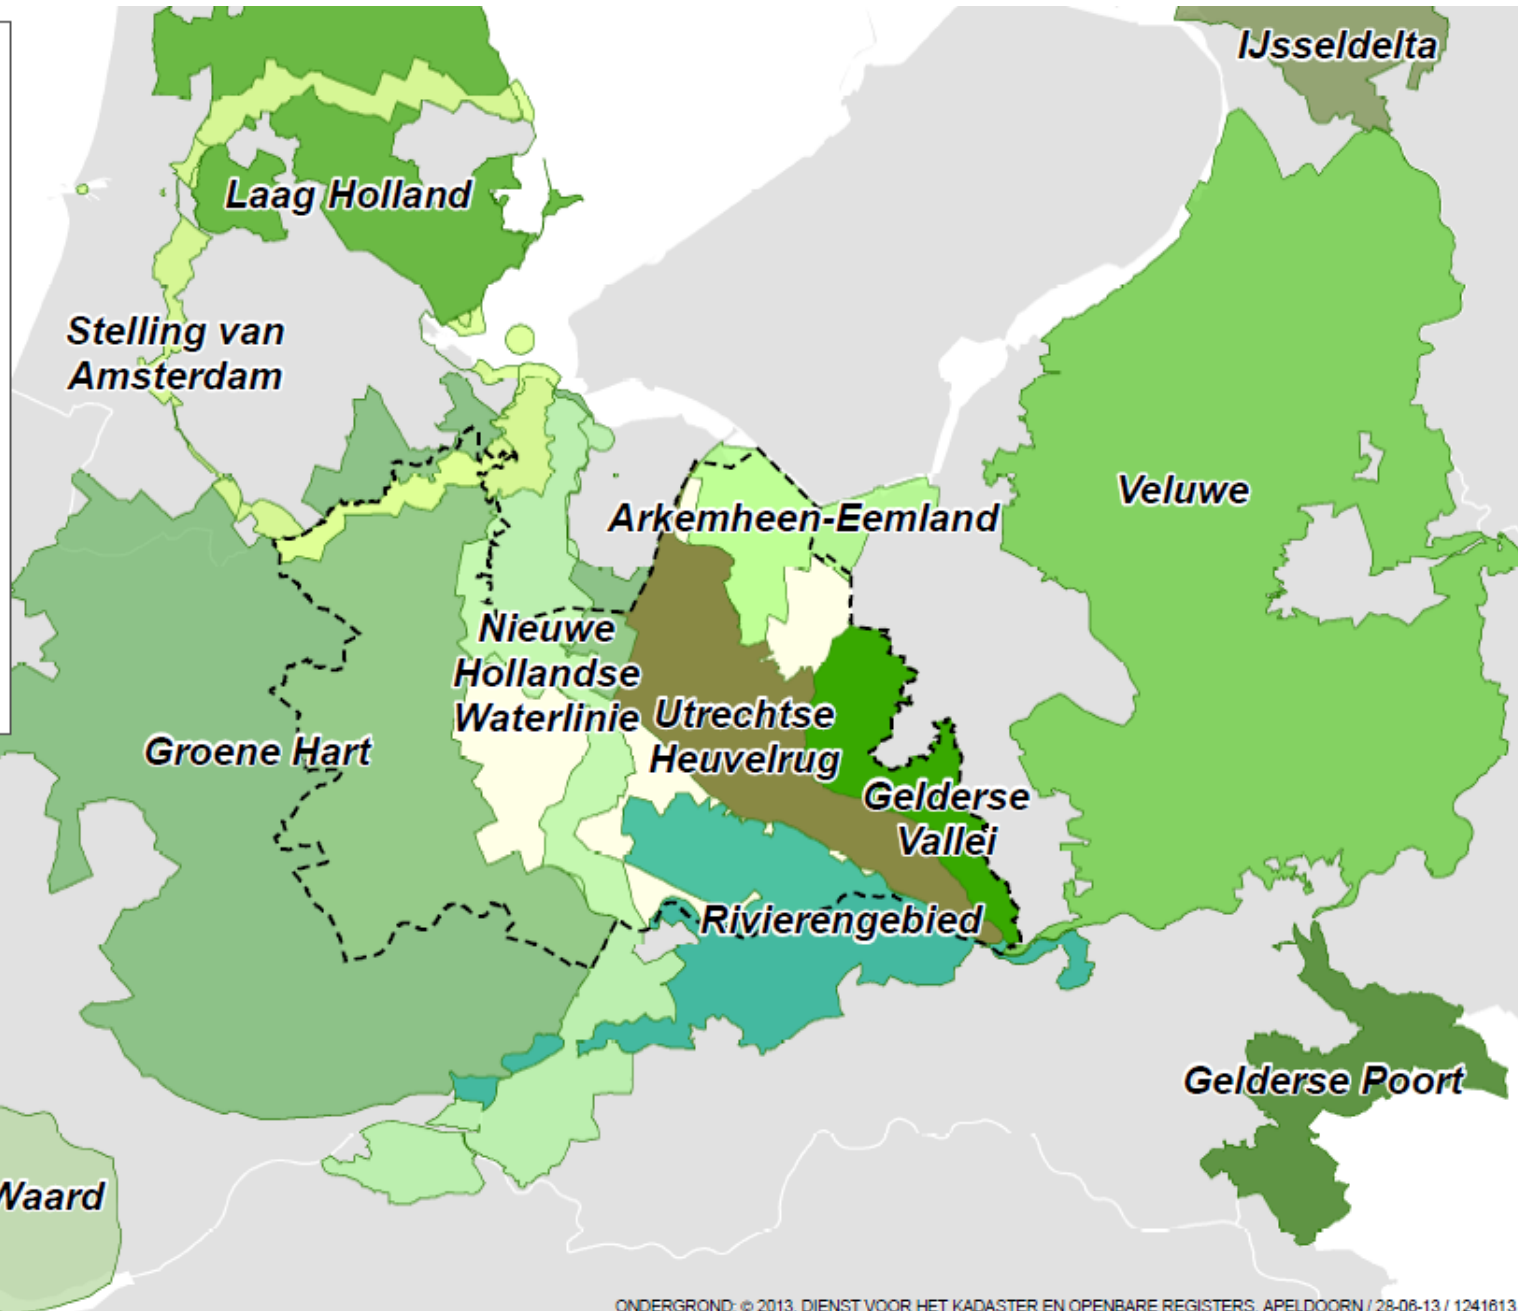 IJsseldelta
Laag Holland
Stelling van
Amsterdam
Veluwe
Arkemheen-Eemland
Nieuwe
Hollandse
Waterlinie
Utrechtse
Heuvelrug
Groene Hart
Gelderse
Vallei
Rivierengebied
Gelderse Poort
Waard
ONDERGROND: © 2013, DIENST VOOR HET KADASTER EN OPENBARE REGISTERS, APELDOORN / 28-06-13 / 1241613